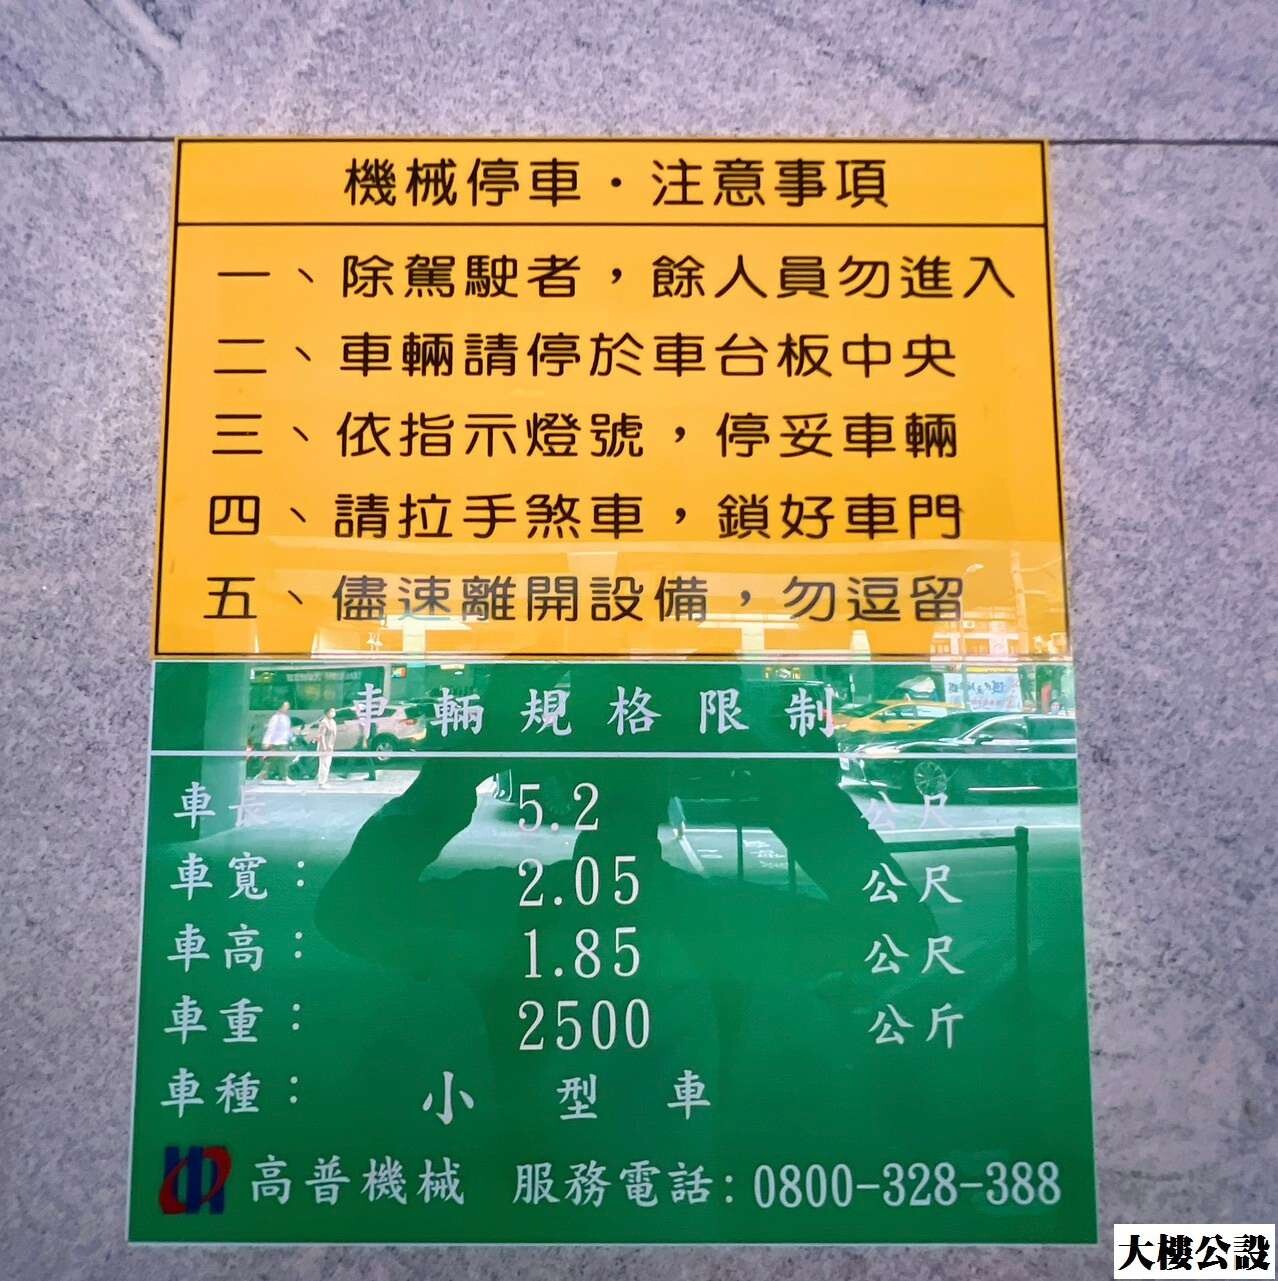 機械停車・注意事項
一、除駕駛者，餘人員勿進入
二、車輛請停於車台板中央
三、依指示燈號，停妥車輛
四、請拉手煞車，鎖好車門
五、儘速離開設備，勿逗留
車輛規格限制
車長 5.2 公尺
車寬： 2.05 公尺
車高： 1.85 公尺
車重： 2500 公斤
車種： 小型車
高普機械 服務電話：0800-328-388
大樓公設